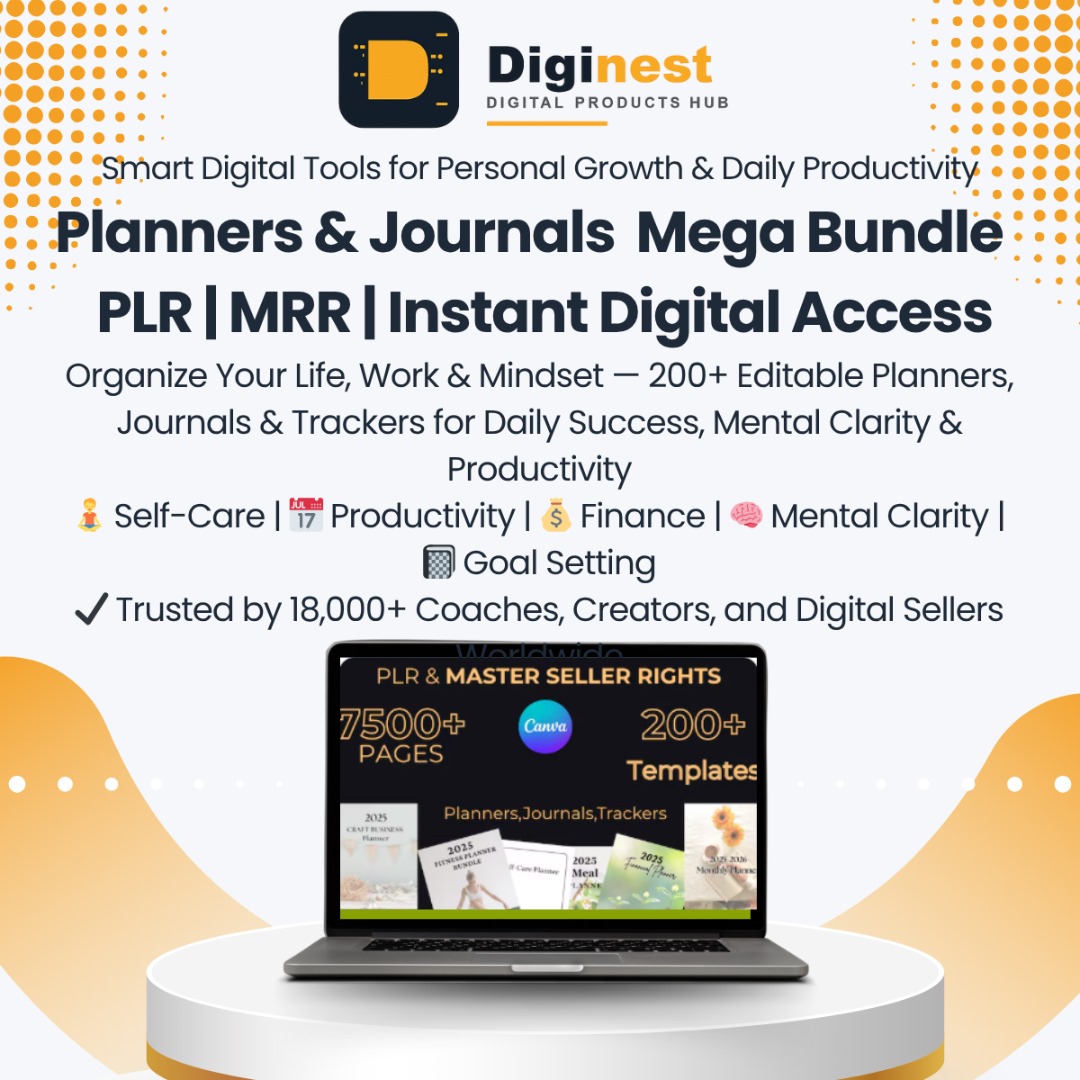 Diginest
DIGITAL PRODUCTS HUB
Smart Digital Tools for Personal Growth & Daily Productivity
Planners & Journals Mega Bundle
PLR | MRR | Instant Digital Access
Organize Your Life, Work & Mindset — 200+ Editable Planners,
Journals & Trackers for Daily Success, Mental Clarity &
Productivity
🧘 Self-Care | 📅 Productivity | 💰 Finance | 🧠 Mental Clarity |
📓 Goal Setting
✔ Trusted by 18,000+ Coaches, Creators, and Digital Sellers
Worldwide
PLR & MASTER SELLER RIGHTS
7500+
PAGES
Canva
200+
Templates
Planners,Journals,Trackers
2025
CRAFT BUSINESS
Planner
2025
FITNESS PLANNER
BUNDLE
lf-Care Planner
2025
Meal
2025
Financial Planner
2025-2026
Monthly Planne